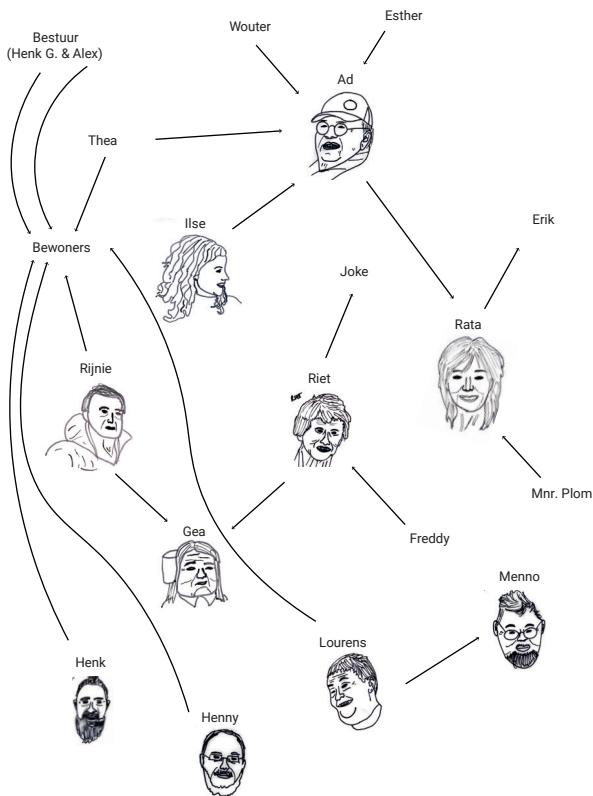 Esther
Wouter
Bestuur
(Henk G. & Alex)
Ad
Thea
Ilse
Erik
Bewoners
Joke
Rata
Rijnie
Riet
Mnr. Plom
Gea
Freddy
Menno
Lourens
Henk
Henny